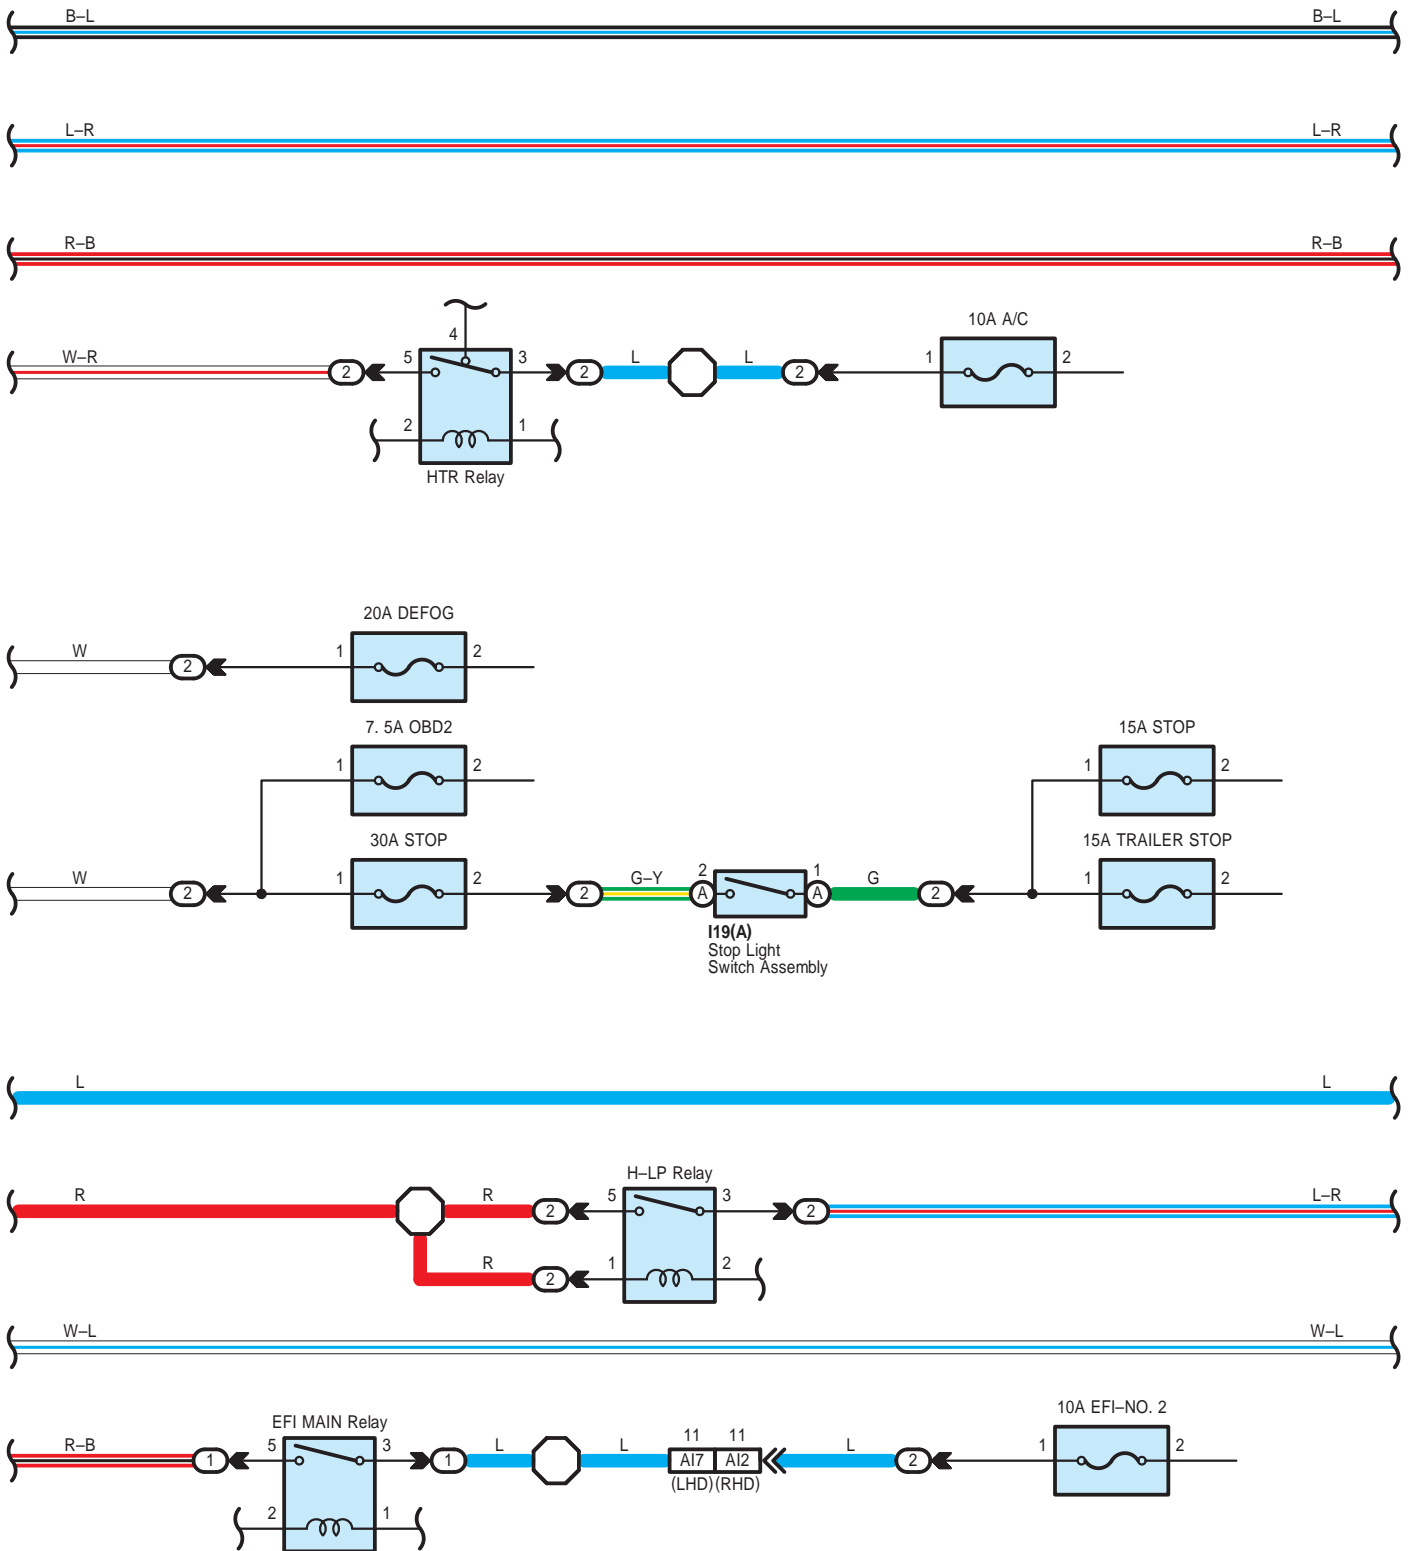 B–L B–L
L–R L–R
R–B R–B
10A A/C
4
W–R 2 5 3 2 L L 2 1 2
2 1
HTR Relay
20A DEFOG
W 2 1 2
7. 5A OBD2 15A STOP
1 2 1 2
30A STOP 15A TRAILER STOP
W 2 1 2 2 G–Y 2 A 1 A G 2 1 2
I19(A)
Stop Light
Switch Assembly
L L
H–LP Relay
R R 2 5 3 2 L–R
R 2 1 2
W–L W–L
EFI MAIN Relay 10A EFI–NO. 2
11 11
R–B 1 5 3 1 L L AI7 AI2 L 2 1 2
(LHD) (RHD)
2 1